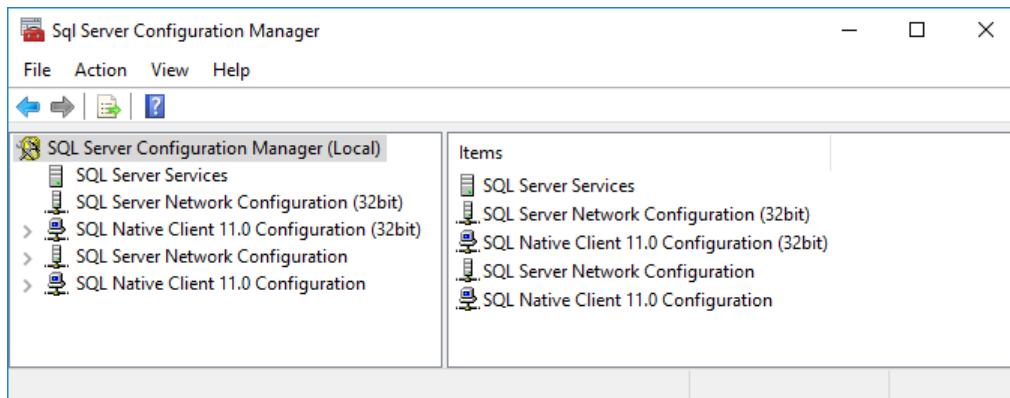 Sql Server Configuration Manager
File Action View Help
SQL Server Configuration Manager (Local)
SQL Server Services
SQL Server Network Configuration (32bit)
SQL Native Client 11.0 Configuration (32bit)
SQL Server Network Configuration
SQL Native Client 11.0 Configuration
Items
SQL Server Services
SQL Server Network Configuration (32bit)
SQL Native Client 11.0 Configuration (32bit)
SQL Server Network Configuration
SQL Native Client 11.0 Configuration